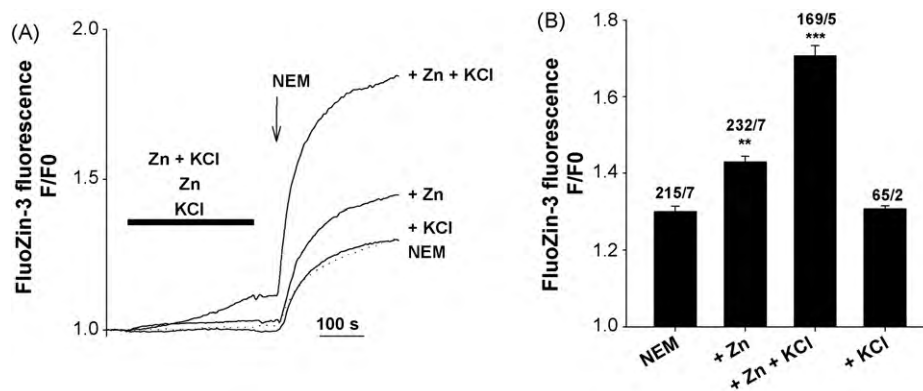 (A)
FluoZin-3 fluorescence
F/F0
2.0
1.5
1.0
Zn + KCl
Zn
KCl
NEM
+ Zn + KCl
+ Zn
+ KCl
NEM
100 s
(B)
FluoZin-3 fluorescence
F/F0
1.8
1.6
1.4
1.2
1.0
215/7
232/7
**
169/5
***
65/2
NEM
+ Zn
+ Zn + KCl
+ KCl